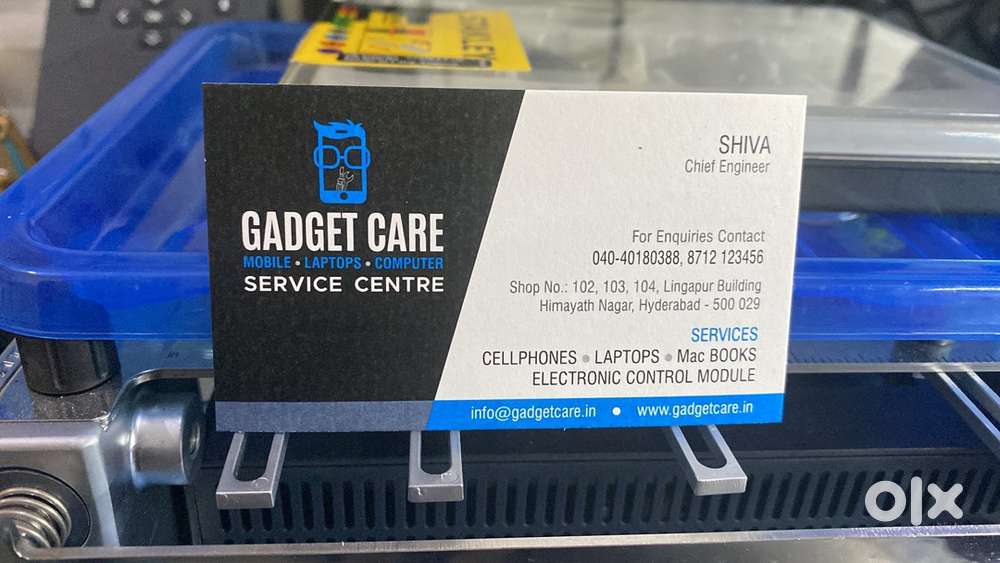 STANLEY
GADGET CARE
MOBILE • LAPTOPS • COMPUTER
SERVICE CENTRE
SHIVA
Chief Engineer
For Enquiries Contact
040-40180388, 8712 123456
Shop No.: 102, 103, 104, Lingapur Building
Himayath Nagar, Hyderabad - 500 029
SERVICES
CELLPHONES • LAPTOPS • Mac BOOKS
ELECTRONIC CONTROL MODULE
info@gadgetcare.in • www.gadgetcare.in
olx